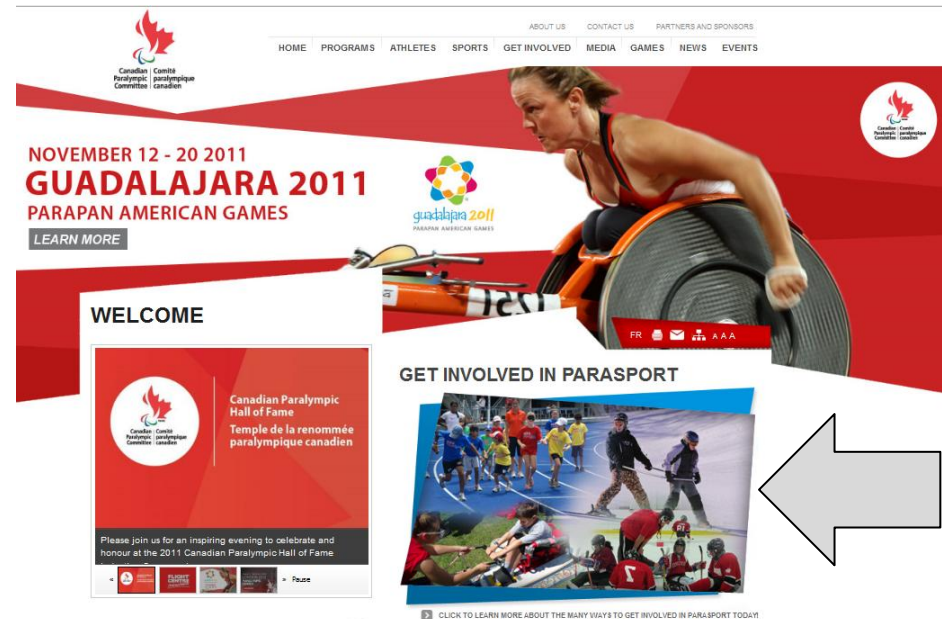 ABOUT US CONTACT US PARTNERS AND SPONSORS
HOME PROGRAMS ATHLETES SPORTS GET INVOLVED MEDIA GAMES NEWS EVENTS
Canadian Comité
Paralympic paralympique
Committee canadien
Canadian Comité
Paralympic paralympique
Committee canadien
NOVEMBER 12 - 20 2011
GUADALAJARA 2011
PARAPAN AMERICAN GAMES
LEARN MORE
guadalajara 2011
PARAPAN AMERICAN GAMES
1251
WELCOME
FR A A A
GET INVOLVED IN PARASPORT
Canadian Paralympic
Hall of Fame
Temple de la renommée
paralympique canadien
Canadian Comité
Paralympic paralympique
Committee canadien
Please join us for an inspiring evening to celebrate and
honour at the 2011 Canadian Paralympic Hall of Fame
« » Pause
FLIGHT
CENTRE
7
CLICK TO LEARN MORE ABOUT THE MANY WAYS TO GET INVOLVED IN PARASPORT TODAY!